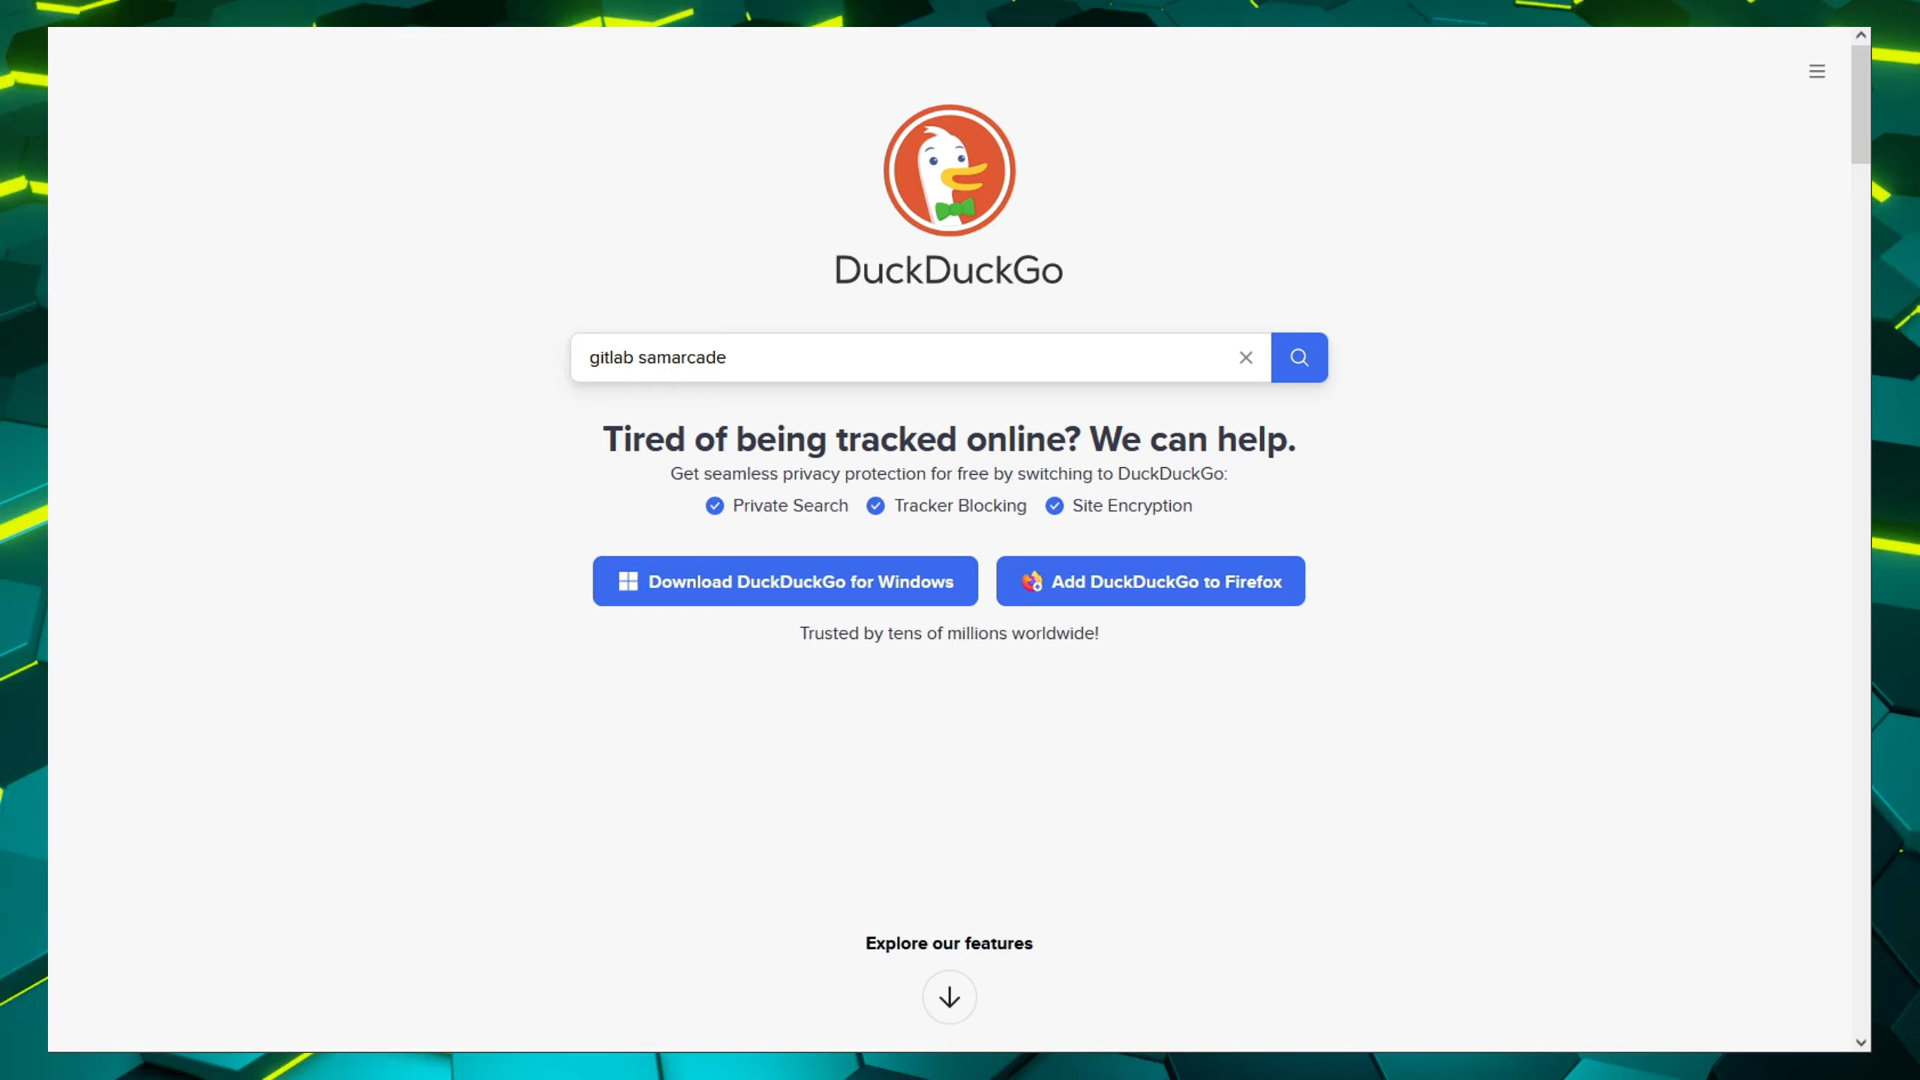 DuckDuckGo
gitlab samarcade
Tired of being tracked online? We can help.
Get seamless privacy protection for free by switching to DuckDuckGo:
Private Search Tracker Blocking Site Encryption
Download DuckDuckGo for Windows Add DuckDuckGo to Firefox
Trusted by tens of millions worldwide!
Explore our features